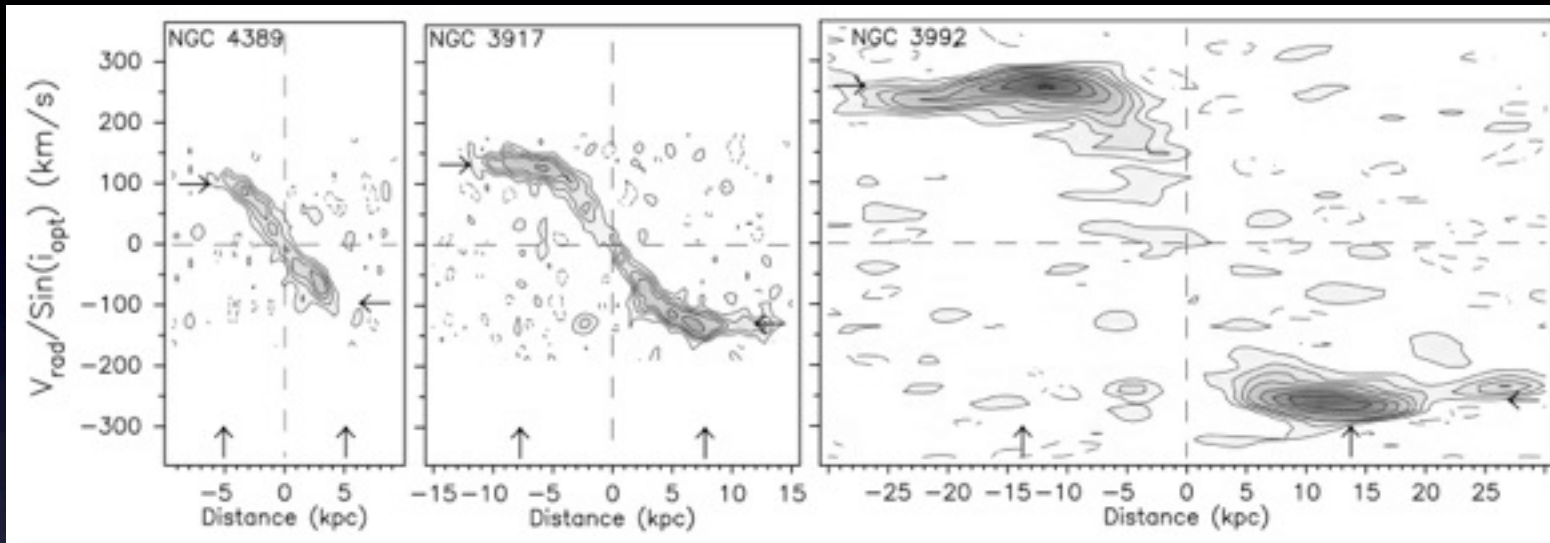 NGC 4389
NGC 3917
NGC 3992
V_rad/Sin(i_opt) (km/s)
300
200
100
0
−100
−200
−300
−5 0 5
−15 −10 −5 0 5 10 15
−25 −20 −15 −10 −5 0 5 10 15 20 25
Distance (kpc)
Distance (kpc)
Distance (kpc)